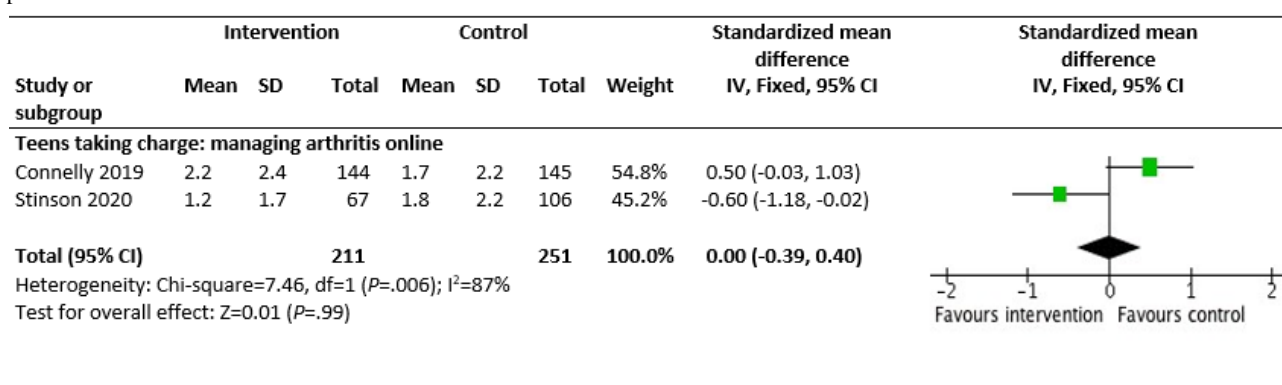 Intervention Control Standardized mean difference Standardized mean difference
Study or subgroup Mean SD Total Mean SD Total Weight IV, Fixed, 95% CI IV, Fixed, 95% CI
Teens taking charge: managing arthritis online
Connelly 2019 2.2 2.4 144 1.7 2.2 145 54.8% 0.50 (-0.03, 1.03)
Stinson 2020 1.2 1.7 67 1.8 2.2 106 45.2% -0.60 (-1.18, -0.02)
Total (95% CI) 211 251 100.0% 0.00 (-0.39, 0.40)
Heterogeneity: Chi-square=7.46, df=1 (P=.006); I²=87%
Test for overall effect: Z=0.01 (P=.99)
-2 -1 0 1 2
Favours intervention Favours control